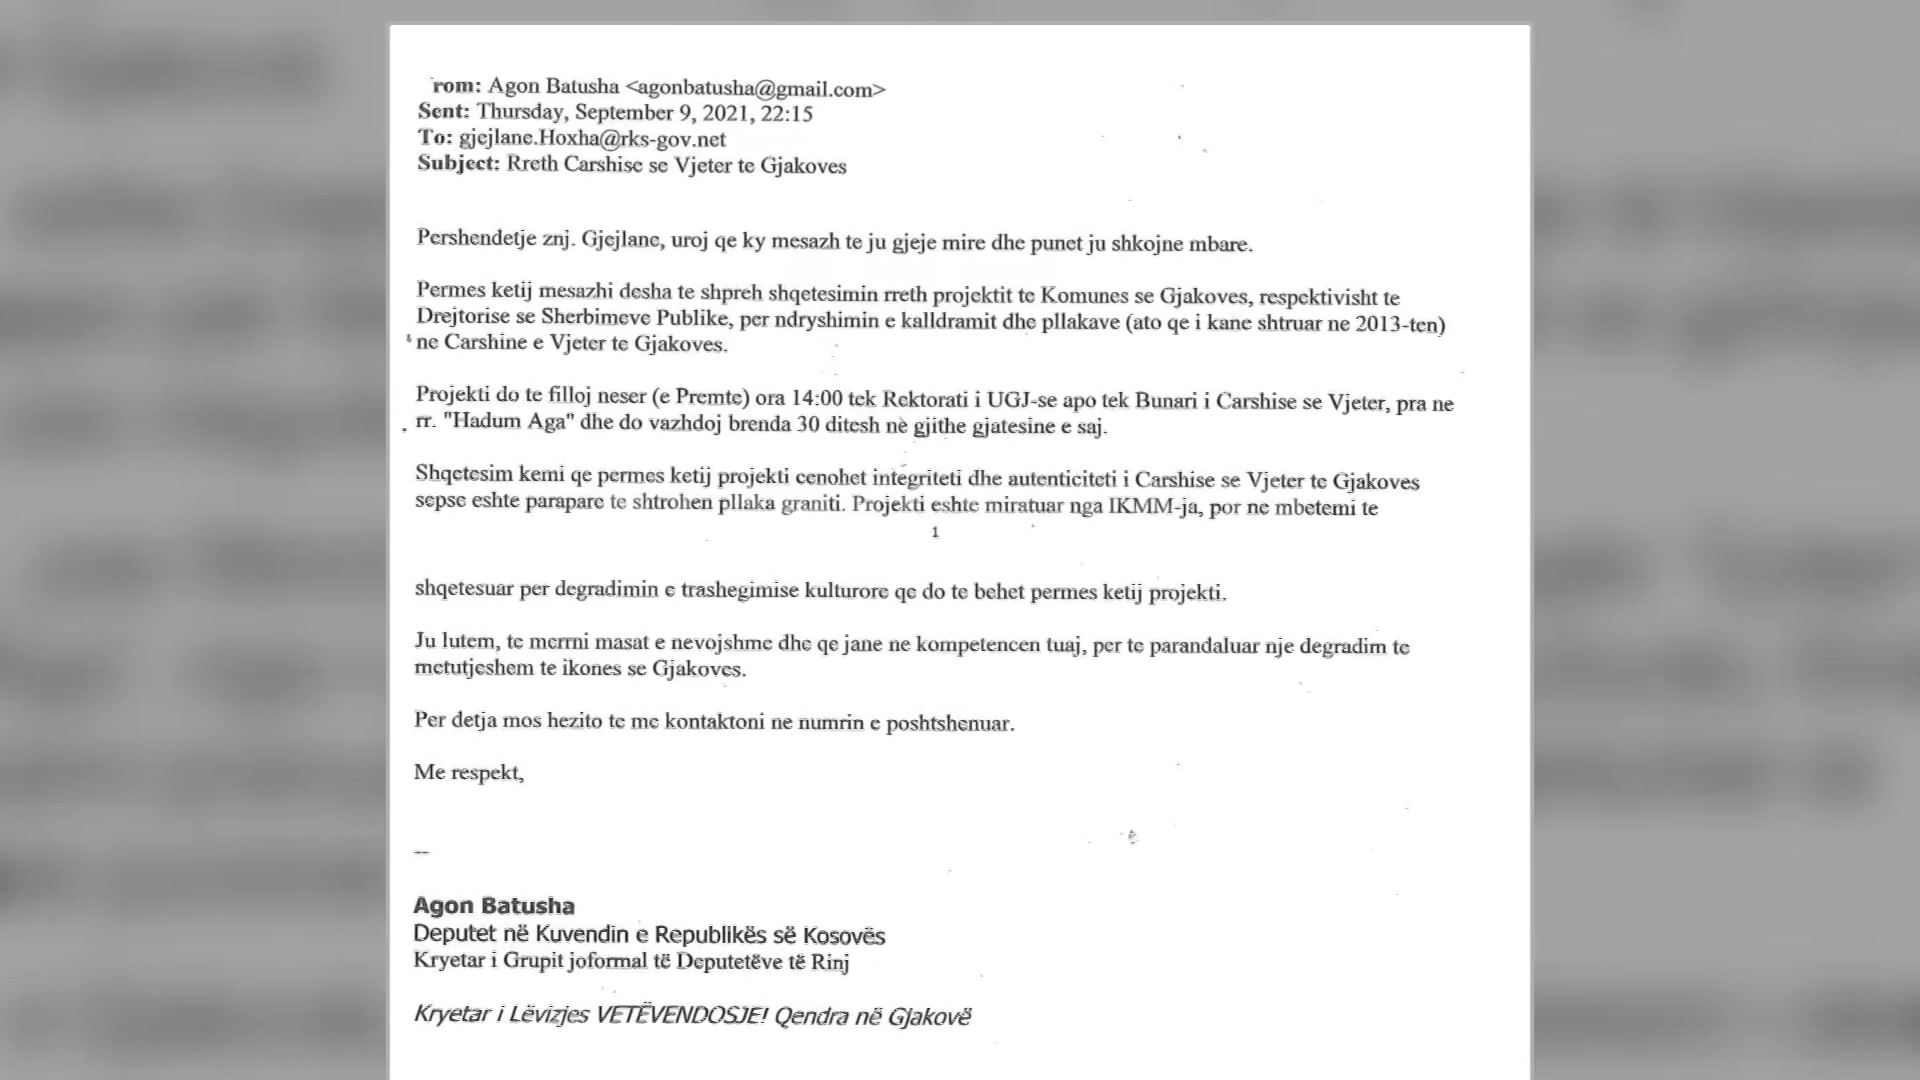 rom: Agon Batusha <agonbatusha@gmail.com>
Sent: Thursday, September 9, 2021, 22:15
To: gjejlane.Hoxha@rks-gov.net
Subject: Rreth Carshise se Vjeter te Gjakoves
Pershendetje znj. Gjejlane, uroj qe ky mesazh te ju gjeje mire dhe punet ju shkojne mbare.
Permes ketij mesazhi desha te shpreh shqetesimin rreth projektit te Komunes se Gjakoves, respektivisht te
Drejtorise se Sherbimeve Publike, per ndryshimin e kalldramit dhe pllakave (ato qe i kane shtruar ne 2013-ten)
ne Carshine e Vjeter te Gjakoves.
Projekti do te filloj neser (e Premte) ora 14:00 tek Rektorati i UGJ-se apo tek Bunari i Carshise se Vjeter, pra ne
rr. "Hadum Aga" dhe do vazhdoj brenda 30 ditesh ne gjithe gjatesine e saj.
Shqetesim kemi qe permes ketij projekti cenohet integriteti dhe autenticiteti i Carshise se Vjeter te Gjakoves
sepse eshte parapare te shtrohen pllaka graniti. Projekti eshte miratuar nga IKMM-ja, por ne mbetemi te
1
shqetesuar per degradimin e trashegimise kulturore qe do te behet permes ketij projekti.
Ju lutem, te merrni masat e nevojshme dhe qe jane ne kompetencen tuaj, per te parandaluar nje degradim te
metutjeshem te ikones se Gjakoves.
Per detja mos hezito te me kontaktoni ne numrin e poshtshenuar.
Me respekt,
--
Agon Batusha
Deputet në Kuvendin e Republikës së Kosovës
Kryetar i Grupit joformal të Deputetëve të Rinj
Kryetar i Lëvizjes VETËVENDOSJE! Qendra në Gjakovë